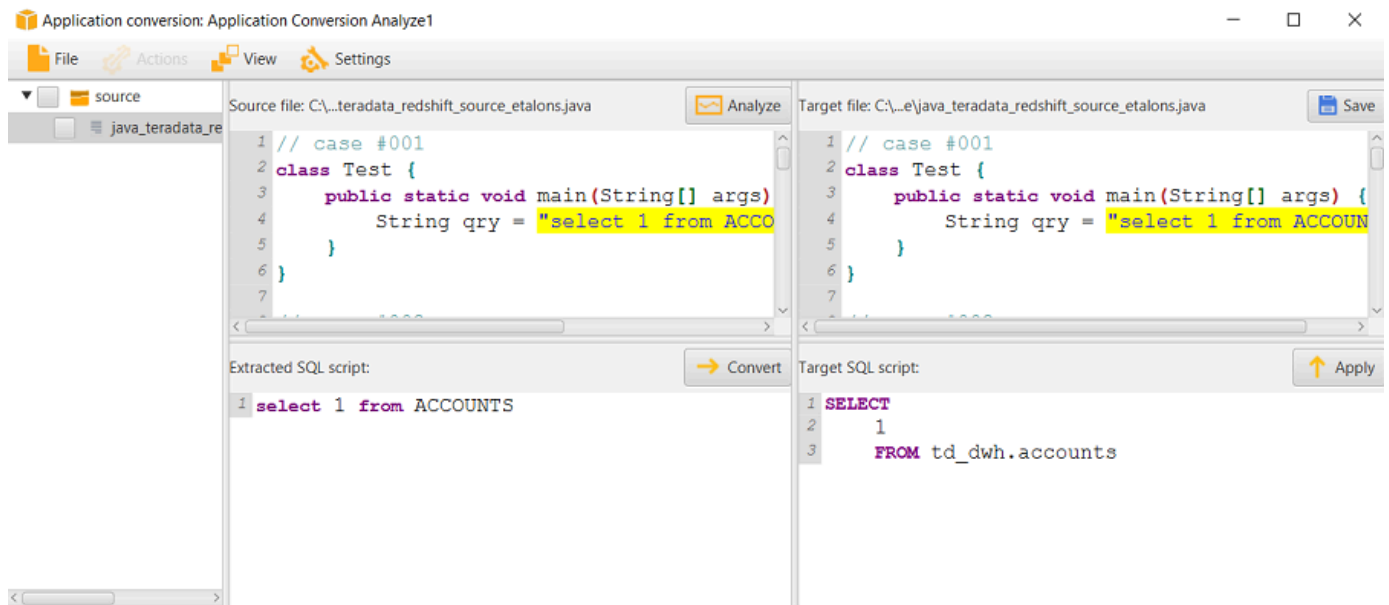 Application conversion: Application Conversion Analyze1
File Actions View Settings
source
java_teradata_re
Source file: C:\...teradata_redshift_source_etalons.java
Analyze
1 // case #001
2 class Test {
3 public static void main(String[] args)
4 String qry = "select 1 from ACCO
5 }
6 }
7
Target file: C:\...e\java_teradata_redshift_source_etalons.java
Save
1 // case #001
2 class Test {
3 public static void main(String[] args) {
4 String qry = "select 1 from ACCOUN
5 }
6 }
7
Extracted SQL script:
Convert
1 select 1 from ACCOUNTS
Target SQL script:
Apply
1 SELECT
2 1
3 FROM td_dwh.accounts